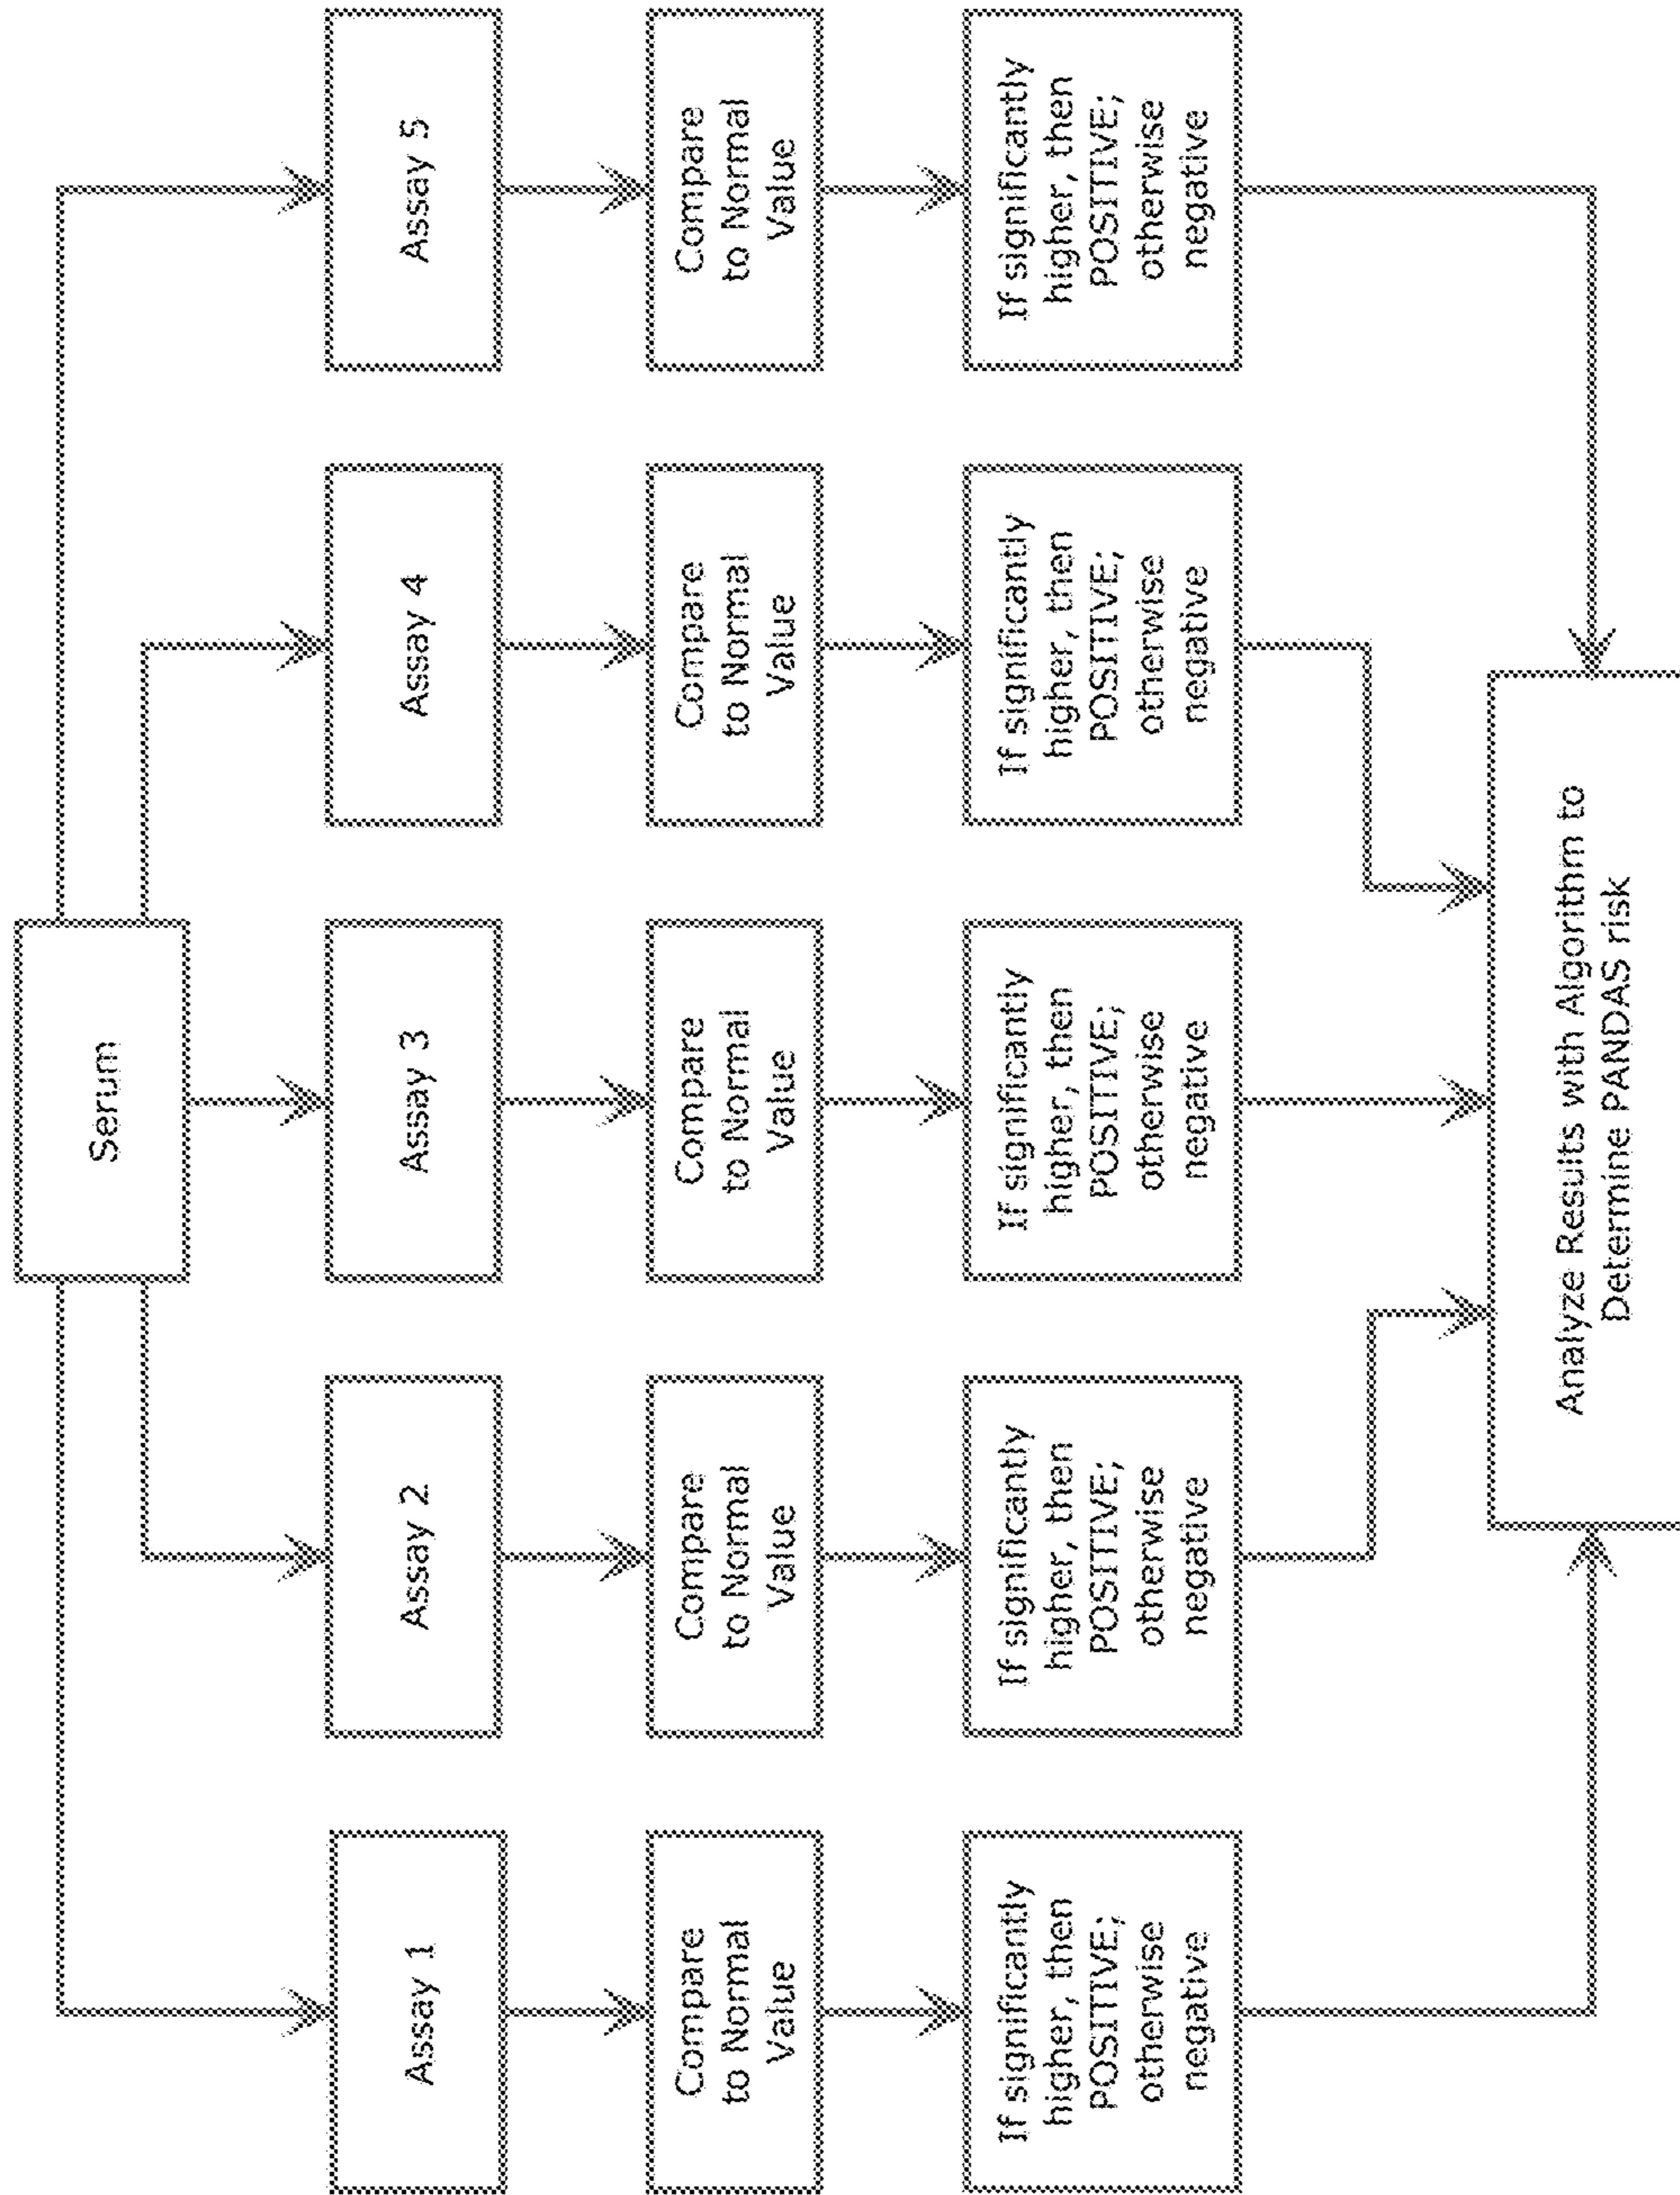 Serum
Assay 1
Assay 2
Assay 3
Assay 4
Assay 5
Compare
to Normal
Value
Compare
to Normal
Value
Compare
to Normal
Value
Compare
to Normal
Value
Compare
to Normal
Value
If significantly
higher, then
POSITIVE;
otherwise
negative
If significantly
higher, then
POSITIVE;
otherwise
negative
If significantly
higher, then
POSITIVE;
otherwise
negative
If significantly
higher, then
POSITIVE;
otherwise
negative
If significantly
higher, then
POSITIVE;
otherwise
negative
Analyze Results with Algorithm to
Determine PANDAS risk